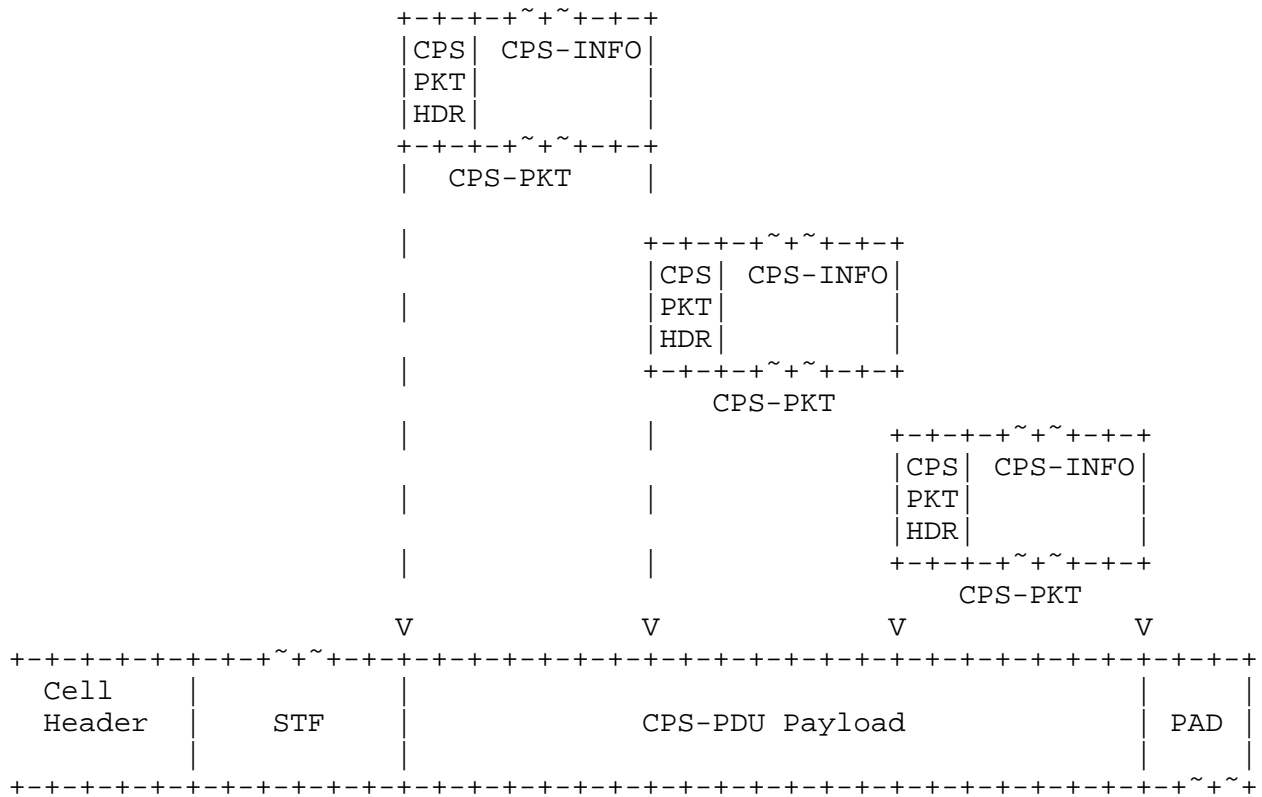 +-+-+-+~+~+-+-+
                      |CPS| CPS-INFO|
                      |PKT|         |
                      |HDR|         |
                      +-+-+-+~+~+-+-+
                      |  CPS-PKT    |

                      |             +-+-+-+~+~+-+-+
                                    |CPS| CPS-INFO|
                      |             |PKT|         |
                                    |HDR|         |
                      |             +-+-+-+~+~+-+-+
                                        CPS-PKT
                      |             |             +-+-+-+~+~+-+-+
                                                  |CPS| CPS-INFO|
                      |             |             |PKT|         |
                                                  |HDR|         |
                      |             |             +-+-+-+~+~+-+-+
                                                      CPS-PKT
                      V             V             V             V
+-+-+-+-+-+-+-+~+~+-+-+-+-+-+-+-+-+-+-+-+-+-+-+-+-+-+-+-+-+-+-+-+-+-+-+
  Cell    |           |                                         |     |
  Header  |    STF    |             CPS-PDU Payload             | PAD |
          |           |                                         |     |
+-+-+-+-+-+-+-+-+-+-+-+-+-+-+-+-+-+-+-+-+-+-+-+-+-+-+-+-+-+-+-+-+-+~+~+